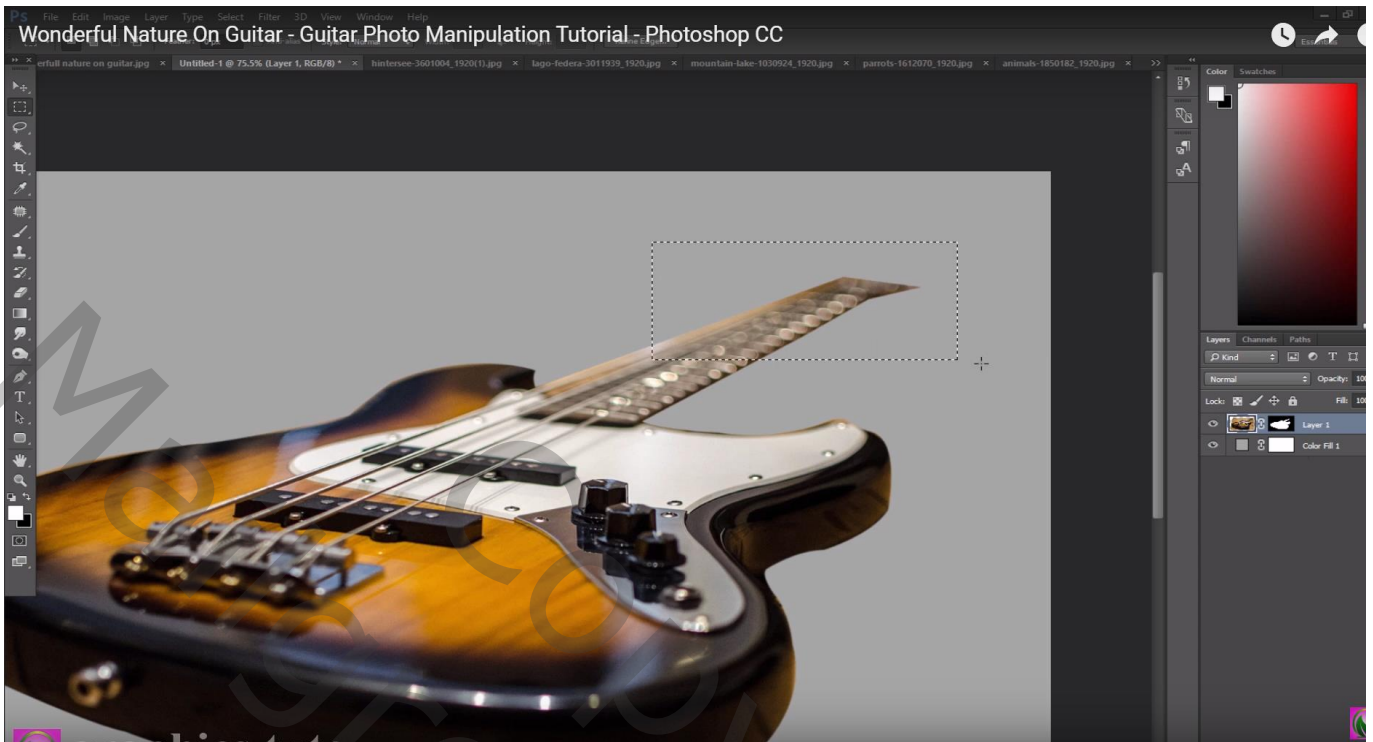 Ps File Edit Image Layer Type Select Filter 3D View Window Help
Wonderful Nature On Guitar - Guitar Photo Manipulation Tutorial - Photoshop CC
erfull nature on guitar.jpg × Untitled-1 @ 75.5% (Layer 1, RGB/8) * × hintersee-3601004_1920(1).jpg × lago-federa-3011939_1920.jpg × mountain-lake-1030924_1920.jpg × parrots-1612070_1920.jpg × animals-1850182_1920.jpg ×
Color Swatches
Layers Channels Paths
Kind
Normal Opacity: 100
Lock: Fill: 100
Layer 1
Color Fill 1